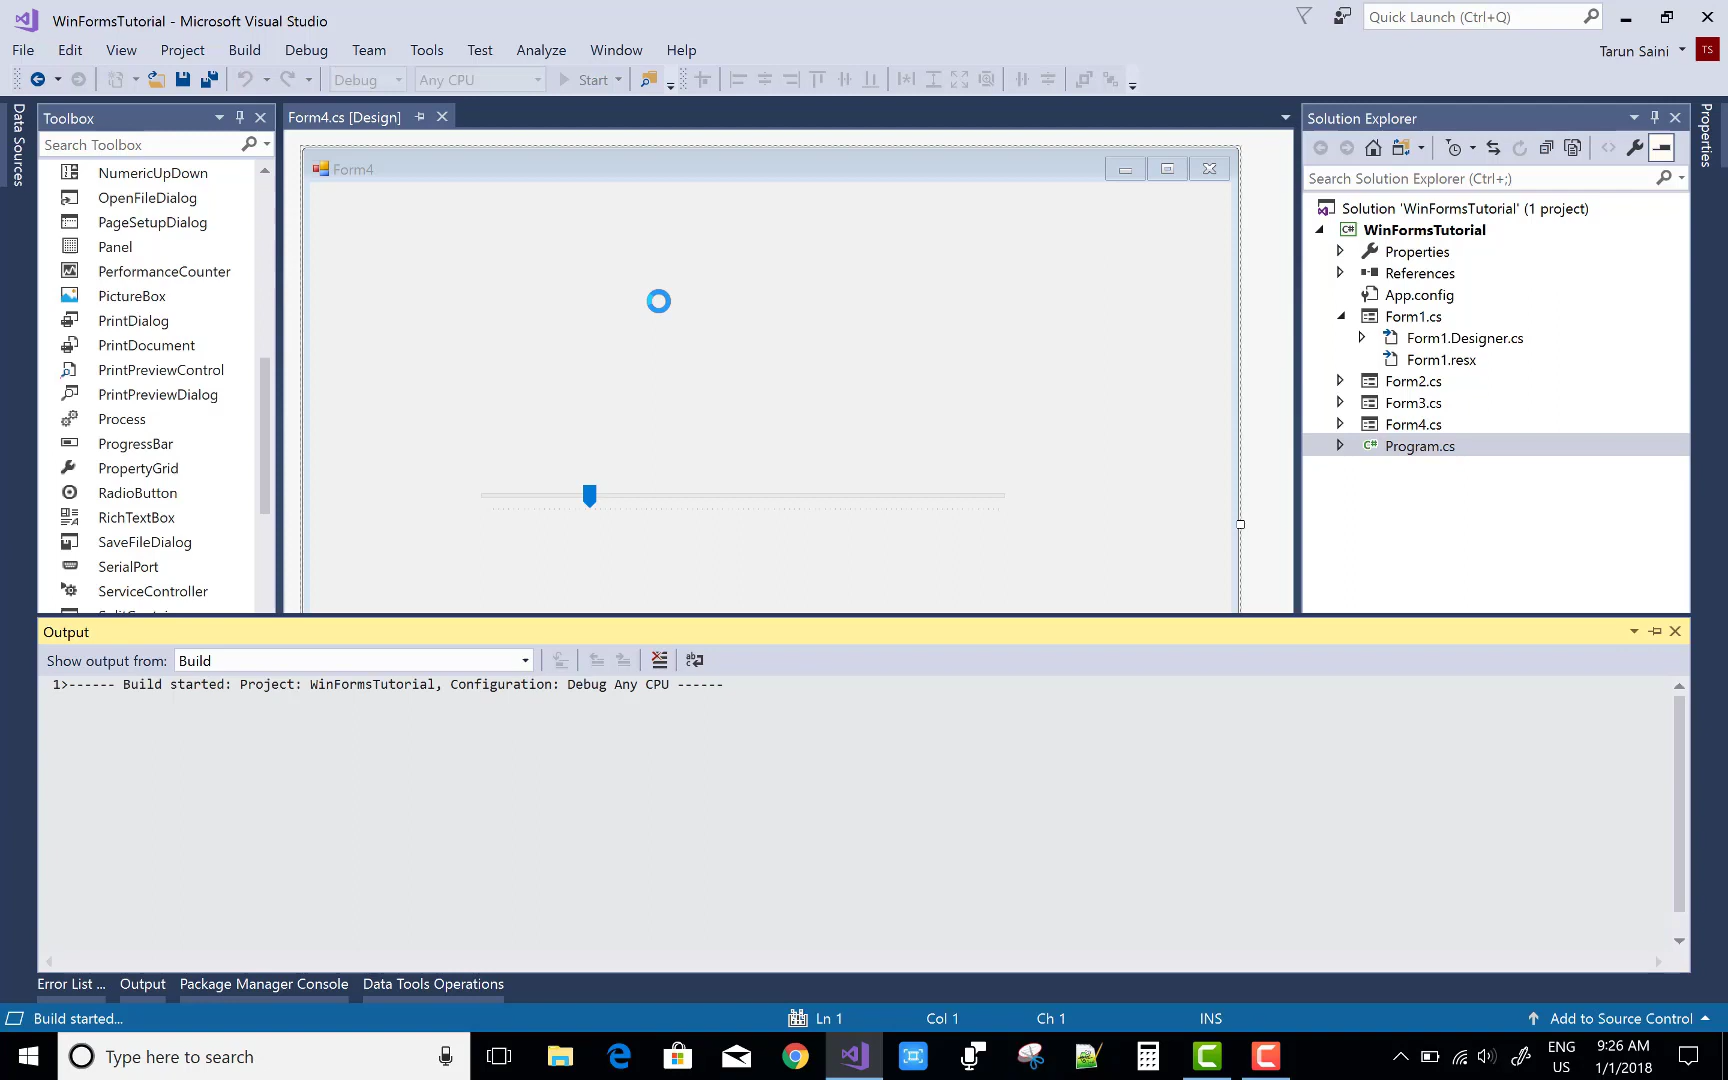 WinFormsTutorial - Microsoft Visual Studio
Quick Launch (Ctrl+Q)
File Edit View Project Build Debug Team Tools Test Analyze Window Help
Tarun Saini TS
Debug Any CPU Start
Data Sources
Toolbox
Search Toolbox
NumericUpDown
OpenFileDialog
PageSetupDialog
Panel
PerformanceCounter
PictureBox
PrintDialog
PrintDocument
PrintPreviewControl
PrintPreviewDialog
Process
ProgressBar
PropertyGrid
RadioButton
RichTextBox
SaveFileDialog
SerialPort
ServiceController
Form4.cs [Design]
Form4
Solution Explorer
Search Solution Explorer (Ctrl+;)
Solution 'WinFormsTutorial' (1 project)
WinFormsTutorial
Properties
References
App.config
Form1.cs
Form1.Designer.cs
Form1.resx
Form2.cs
Form3.cs
Form4.cs
Program.cs
Properties
Output
Show output from: Build
1>------ Build started: Project: WinFormsTutorial, Configuration: Debug Any CPU ------
Error List ... Output Package Manager Console Data Tools Operations
Build started... Ln 1 Col 1 Ch 1 INS Add to Source Control
Type here to search
ENG
US
9:26 AM
1/1/2018